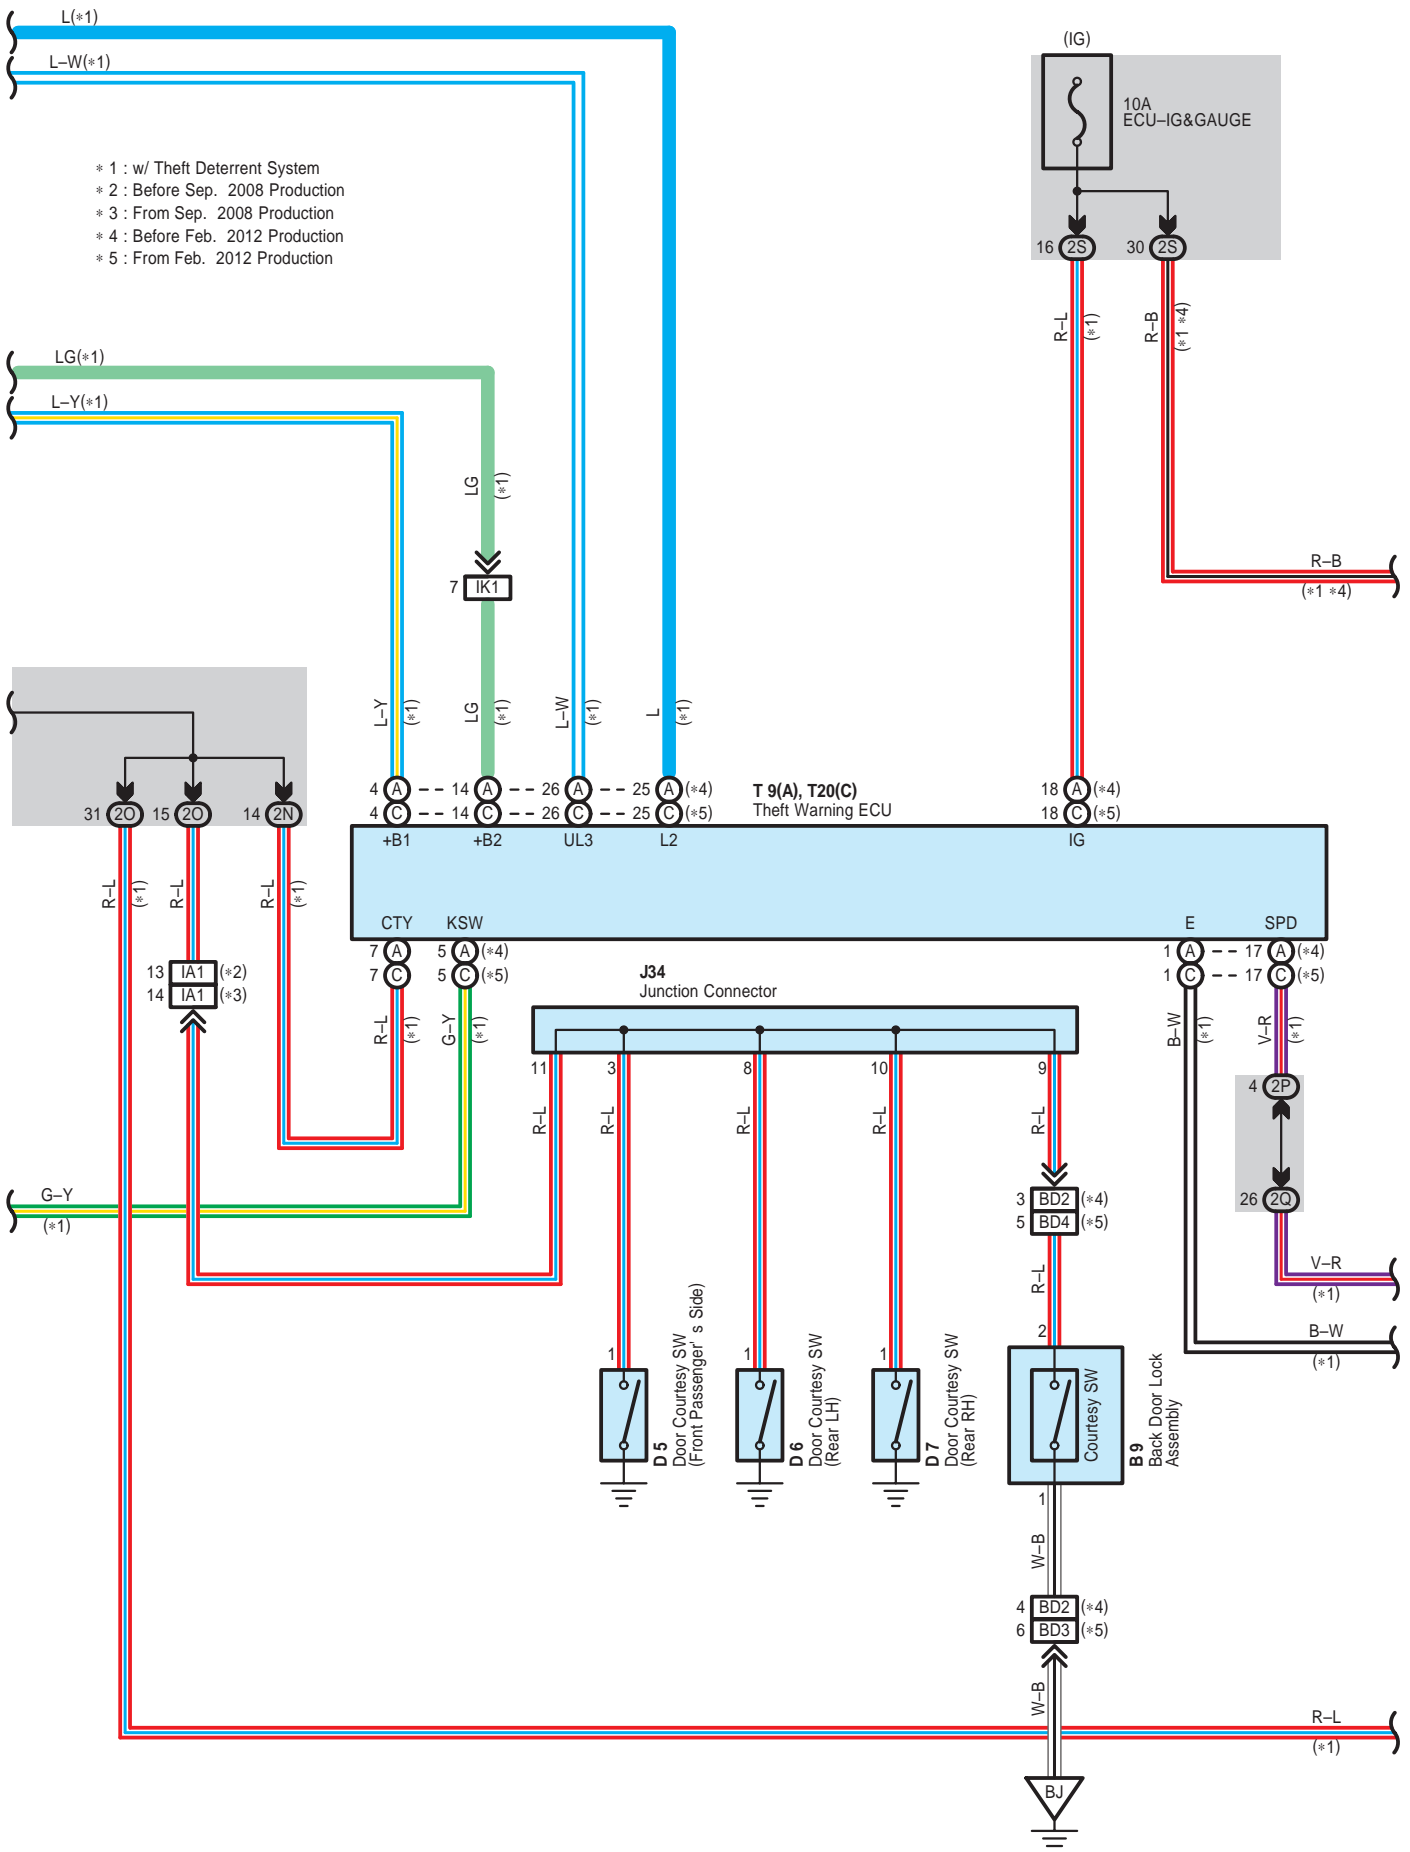 L(*1)
L–W(*1)
(IG)
10A
ECU–IG&GAUGE
* 1 : w/ Theft Deterrent System
* 2 : Before Sep. 2008 Production
* 3 : From Sep. 2008 Production
* 4 : Before Feb. 2012 Production
* 5 : From Feb. 2012 Production
16 2S
30 2S
R–L
(*1)
R–B
(*1 *4)
LG(*1)
L–Y(*1)
LG
(*1)
7 IK1
R–B
(*1 *4)
L–Y
(*1)
LG
(*1)
L–W
(*1)
L
(*1)
4 A
14 A
26 A
25 A (*4)
4 C
14 C
26 C
25 C (*5)
T 9(A), T20(C)
Theft Warning ECU
18 A (*4)
18 C (*5)
31 2O
15 2O
14 2N
+B1
+B2
UL3
L2
IG
R–L
(*1)
R–L
R–L
(*1)
CTY
KSW
E
SPD
7 A
5 A (*4)
7 C
5 C (*5)
1 A
17 A (*4)
1 C
17 C (*5)
13 IA1 (*2)
14 IA1 (*3)
J34
Junction Connector
R–L
(*1)
G–Y
(*1)
B–W
(*1)
V–R
(*1)
11
3
8
10
9
R–L
R–L
R–L
R–L
R–L
4 2P
26 2Q
G–Y
(*1)
3 BD2 (*4)
5 BD4 (*5)
R–L
V–R
(*1)
B–W
(*1)
1
1
1
2
D 5
Door Courtesy SW
(Front Passenger' s Side)
D 6
Door Courtesy SW
(Rear LH)
D 7
Door Courtesy SW
(Rear RH)
Courtesy SW
B 9
Back Door Lock
Assembly
1
W–B
4 BD2 (*4)
6 BD3 (*5)
W–B
R–L
(*1)
BJ